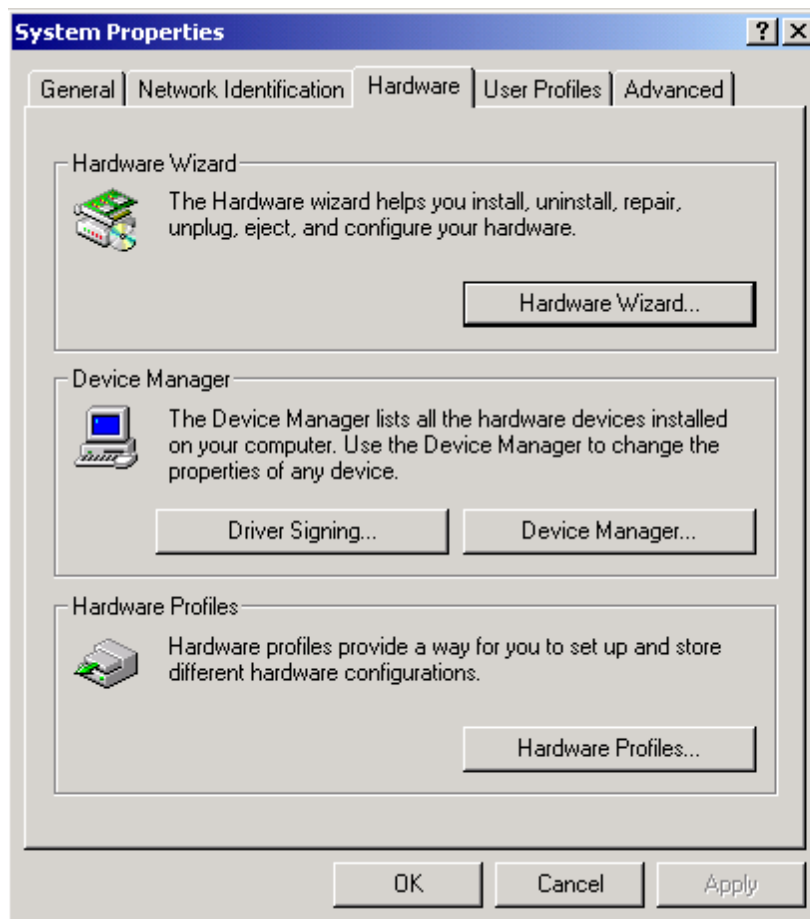 System Properties
General Network Identification Hardware User Profiles Advanced
Hardware Wizard
The Hardware wizard helps you install, uninstall, repair,
unplug, eject, and configure your hardware.
Hardware Wizard...
Device Manager
The Device Manager lists all the hardware devices installed
on your computer. Use the Device Manager to change the
properties of any device.
Driver Signing... Device Manager...
Hardware Profiles
Hardware profiles provide a way for you to set up and store
different hardware configurations.
Hardware Profiles...
OK Cancel Apply